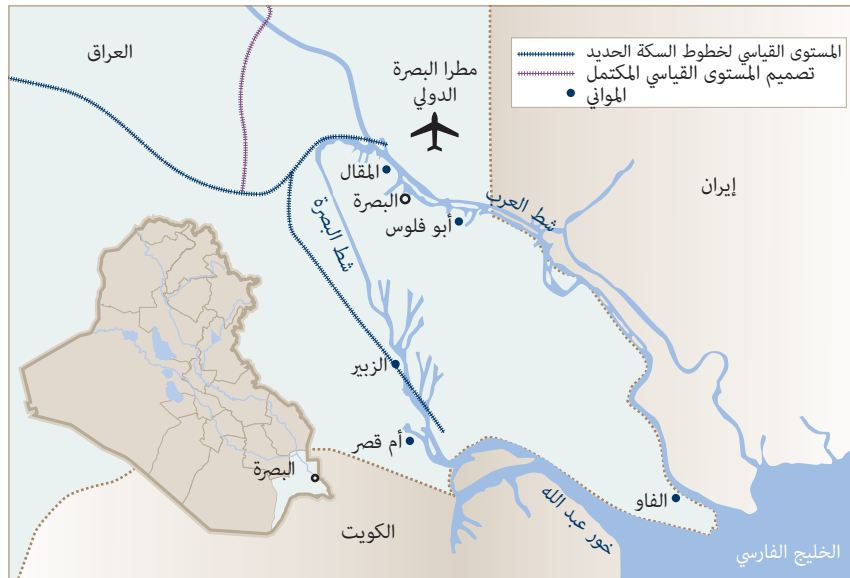 العراق
مطرا البصرة
الدولي
المستوى القياسي لخطوط السكة الحديد
تصميم المستوى القياسي المكتمل
المواني
إيران
المقال
البصرة
أبو فلوس
شط العرب
شط البصرة
الزبير
أم قصر
البصرة
الفاو
خور عبد الله
الكويت
الخليج الفارسي